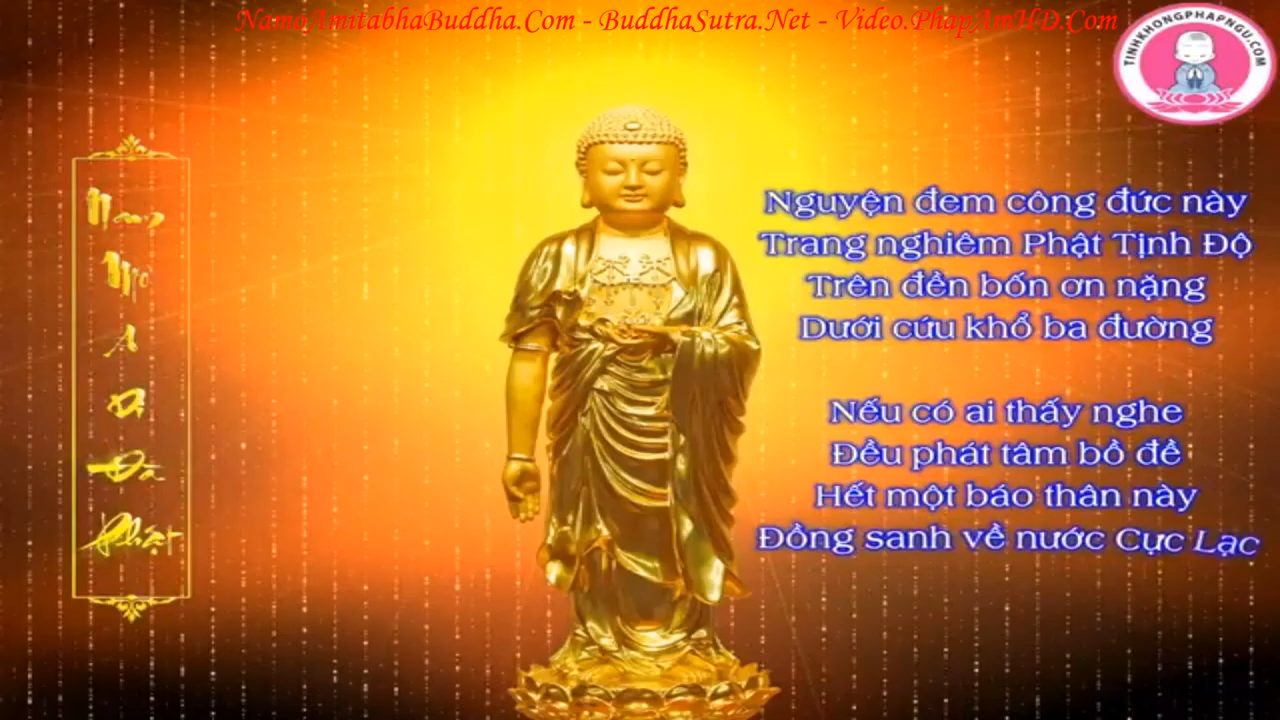 NamoAmitabhaBuddha.Com - BuddhaSutra.Net - Video.PhapAmHD.Com
TINHKHONGPHAPNGU.COM
Nam
Mô
A
Di
Đà
Phật
Nguyện đem công đức này
Trang nghiêm Phật Tịnh Độ
Trên đền bốn ơn nặng
Dưới cứu khổ ba đường
Nếu có ai thấy nghe
Đều phát tâm bồ đề
Hết một báo thân này
Đồng sanh về nước Cực Lạc